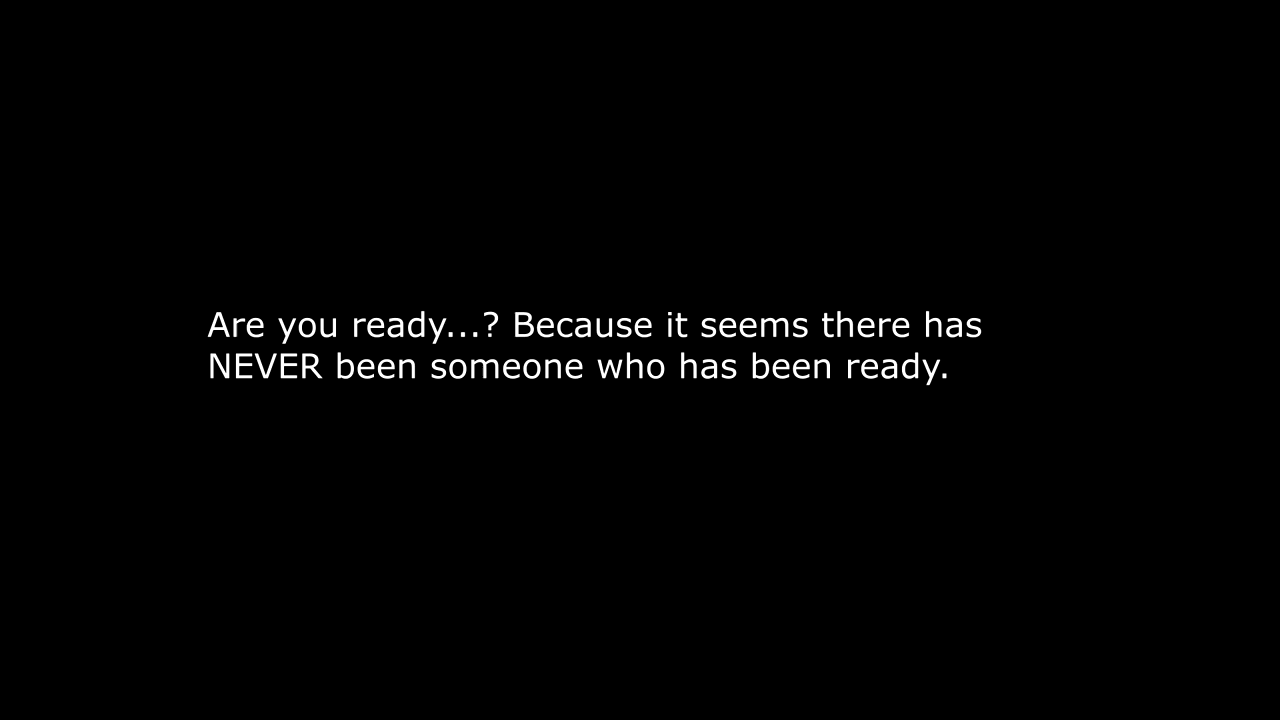 Are you ready...? Because it seems there has
NEVER been someone who has been ready.